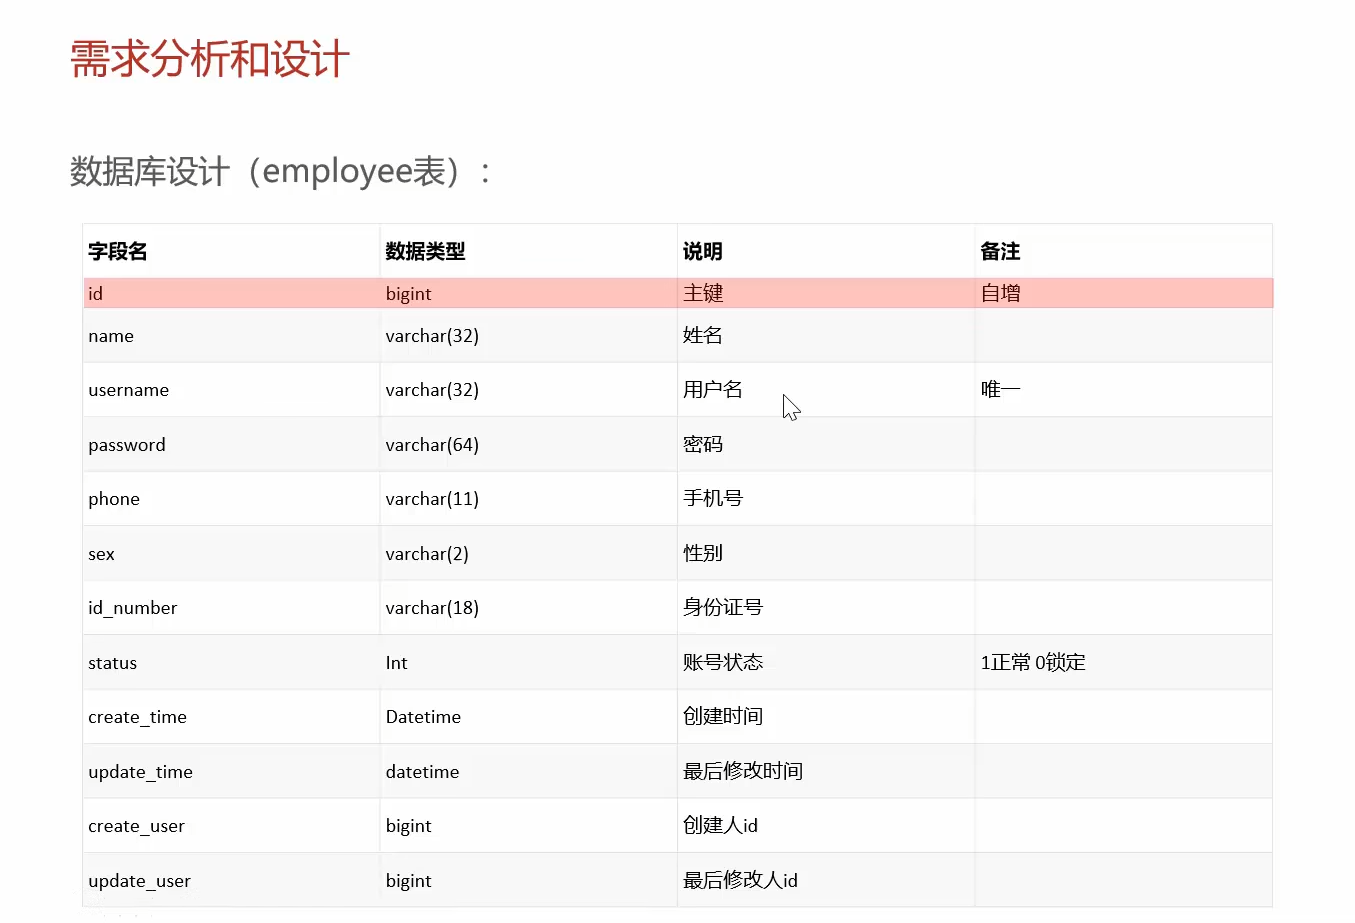 需求分析和设计
数据库设计（employee表）：
字段名 数据类型 说明 备注
id bigint 主键 自增
name varchar(32) 姓名
username varchar(32) 用户名 唯一
password varchar(64) 密码
phone varchar(11) 手机号
sex varchar(2) 性别
id_number varchar(18) 身份证号
status Int 账号状态 1正常 0锁定
create_time Datetime 创建时间
update_time datetime 最后修改时间
create_user bigint 创建人id
update_user bigint 最后修改人id